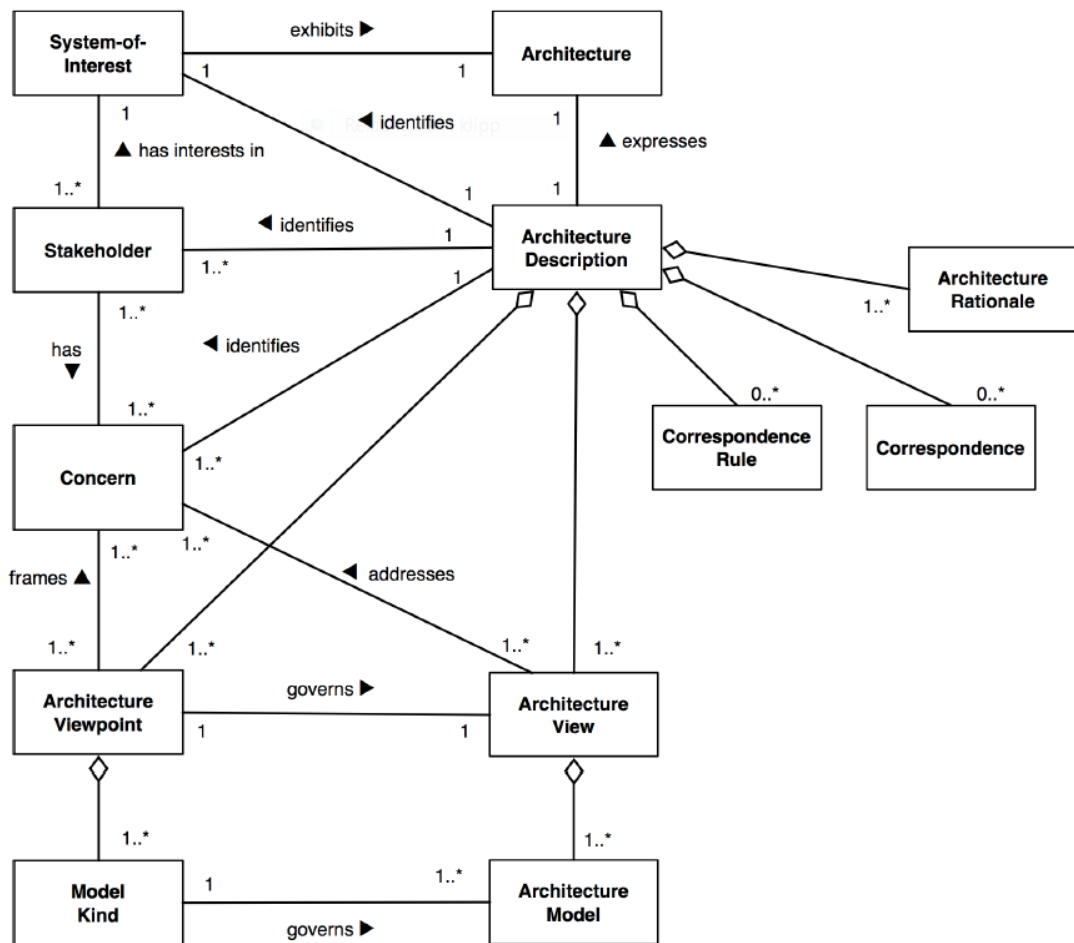 System-of-
Interest
exhibits ▶
Architecture
1
1
1
◀ identifies
1
▲ has interests in
▲ expresses
1..*
1
1
Stakeholder
◀ identifies
1
1..*
Architecture
Description
Architecture
Rationale
1..*
1..*
1
has
▼
◀ identifies
1..*
0..*
0..*
Concern
1..*
Correspondence
Rule
Correspondence
1..*
1..*
frames ▲
◀ addresses
1..*
1..*
1..*
1..*
Architecture
Viewpoint
governs ▶
1
1
Architecture
View
1..*
1..*
Model
Kind
1
1..*
governs ▶
Architecture
Model